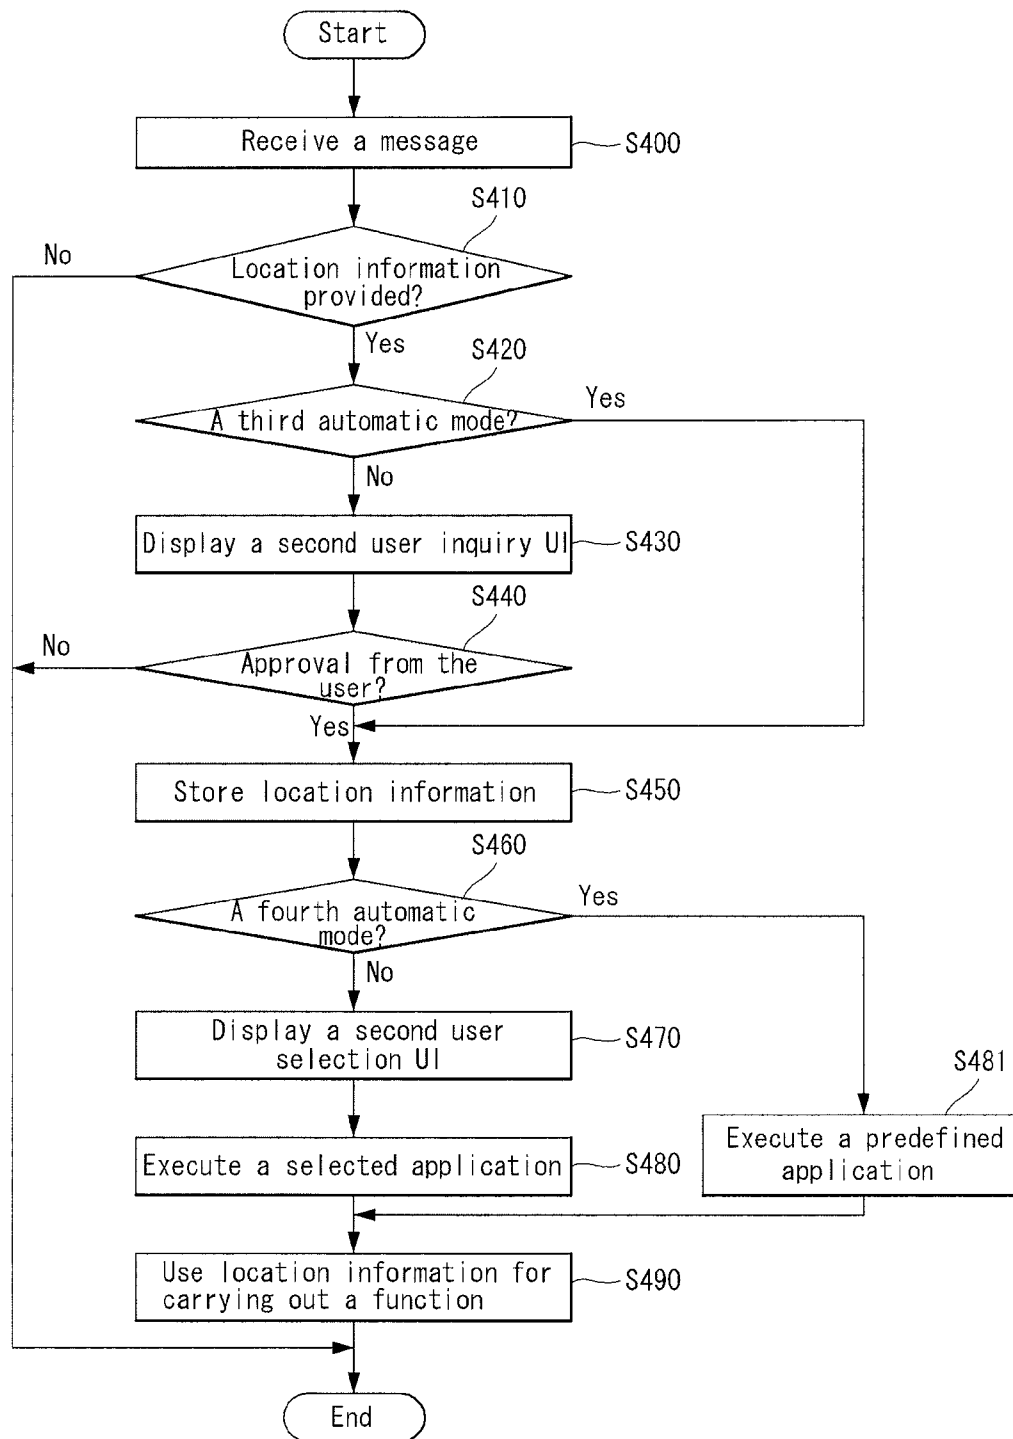 Start
Receive a message
S400
S410
No
Location information
provided?
Yes
S420
Yes
A third automatic mode?
No
Display a second user inquiry UI
S430
S440
No
Approval from the
user?
Yes
Store location information
S450
S460
Yes
A fourth automatic
mode?
No
Display a second user
selection UI
S470
S481
Execute a predefined
application
Execute a selected application
S480
Use location information for
carrying out a function
S490
End